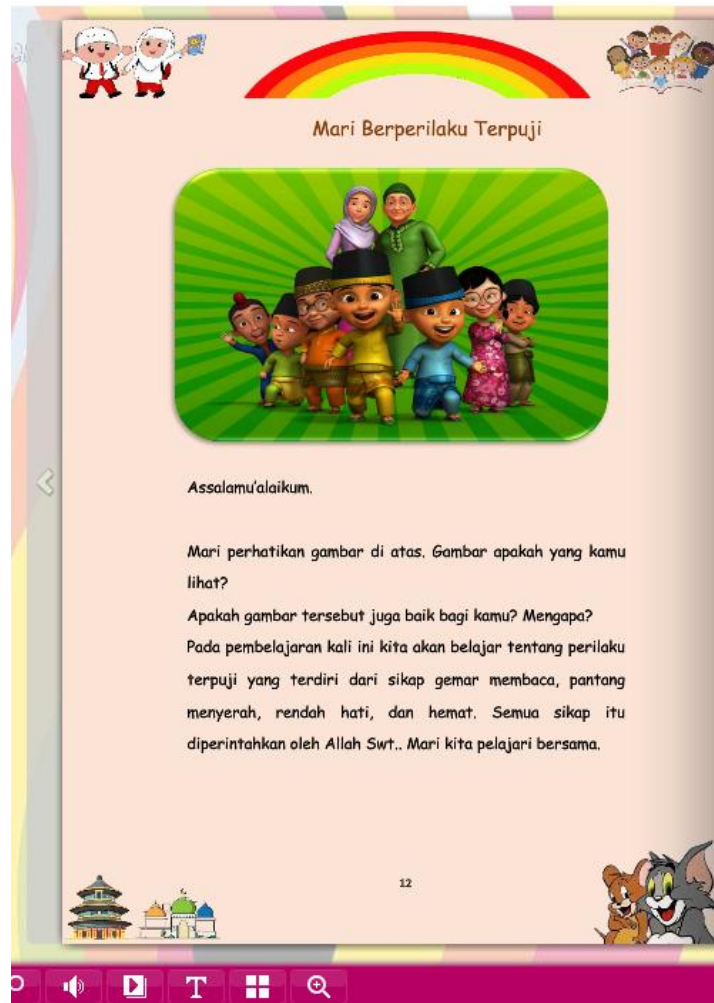 Mari Berperilaku Terpuji
Assalamu'alaikum.
Mari perhatikan gambar di atas. Gambar apakah yang kamu
lihat?
Apakah gambar tersebut juga baik bagi kamu? Mengapa?
Pada pembelajaran kali ini kita akan belajar tentang perilaku
terpuji yang terdiri dari sikap gemar membaca, pantang
menyerah, rendah hati, dan hemat. Semua sikap itu
diperintahkan oleh Allah Swt.. Mari kita pelajari bersama.
12
T